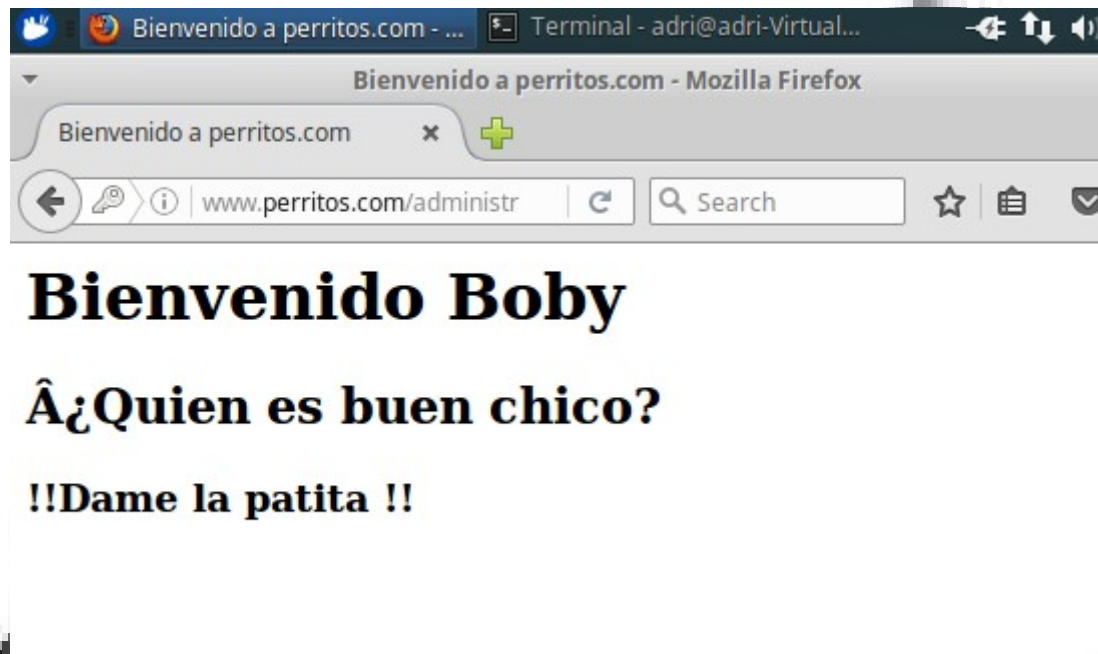 Bienvenido a perritos.com - ... Terminal - adri@adri-Virtual...
Bienvenido a perritos.com - Mozilla Firefox
Bienvenido a perritos.com
www.perritos.com/administr Search
Bienvenido Boby
Â¿Quien es buen chico?
!!Dame la patita !!